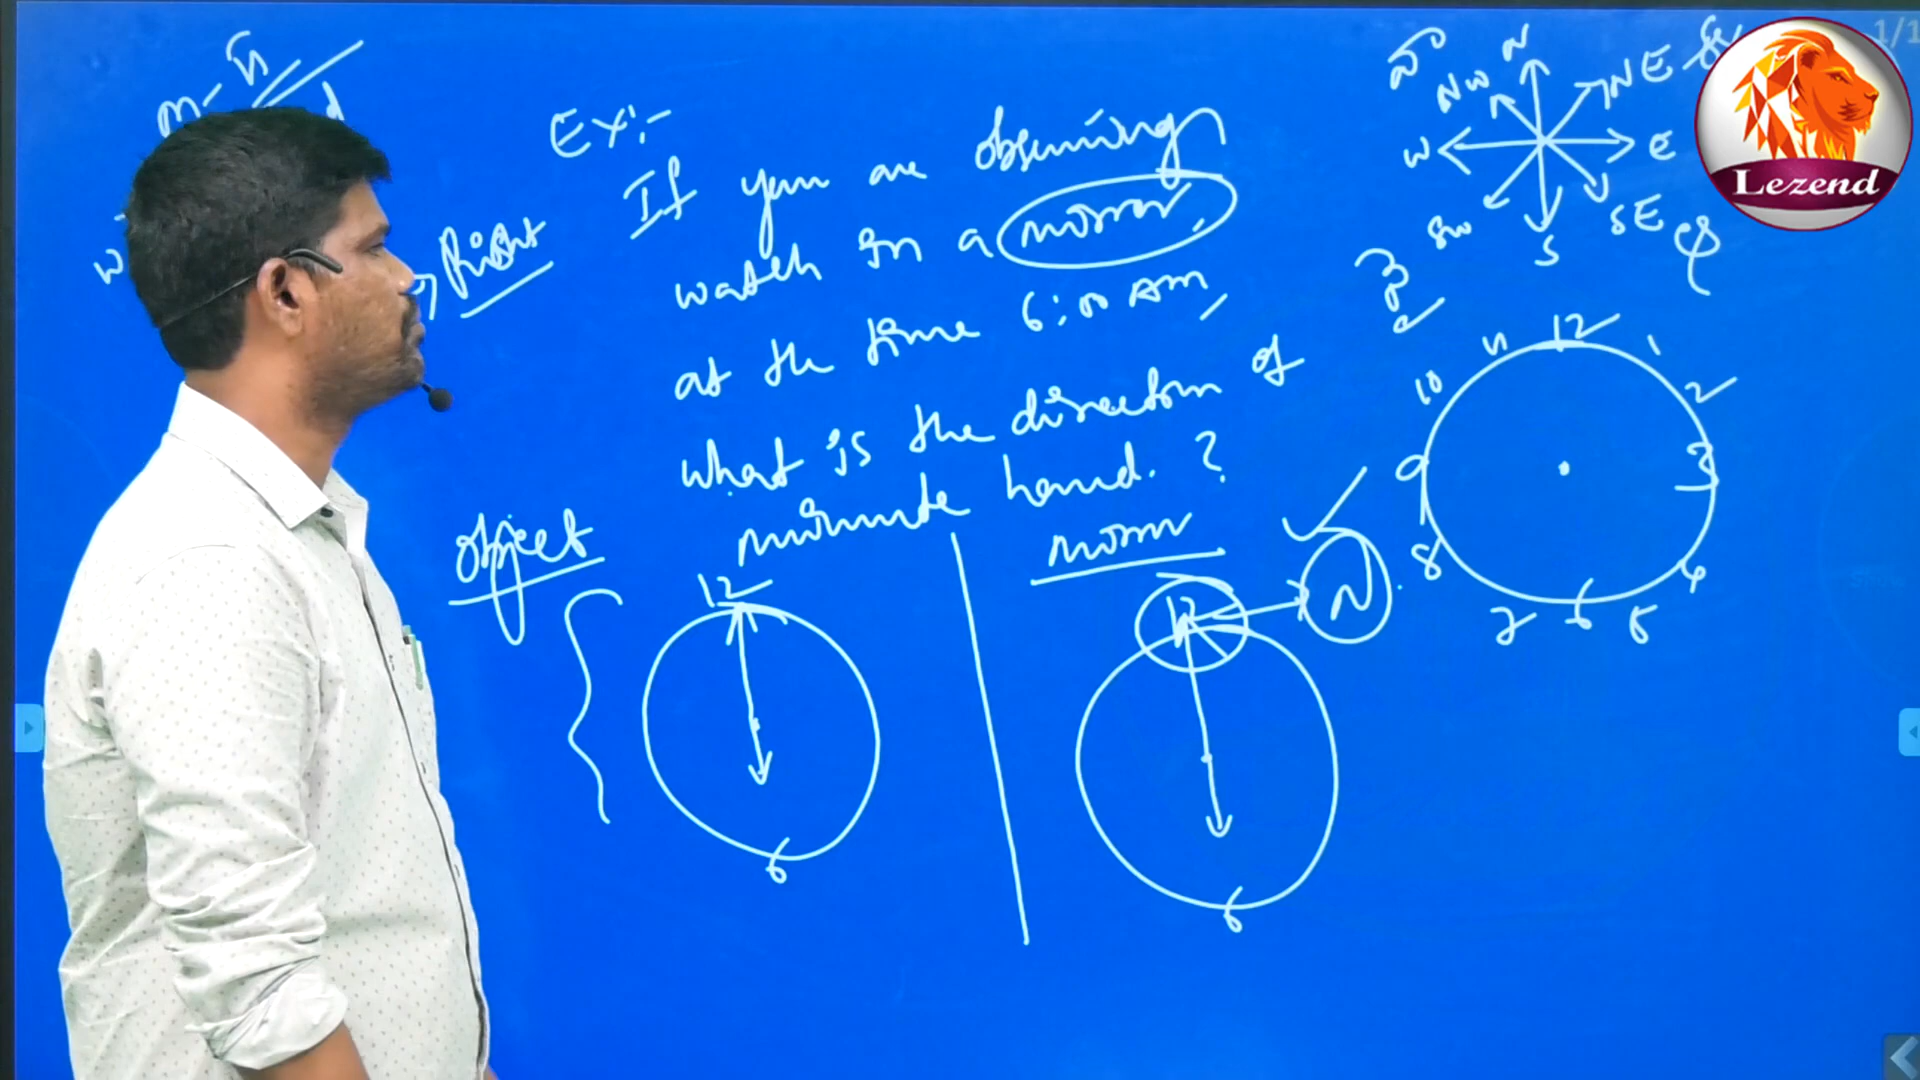 Ex:-
If you are observing
watch in a mirror,
at the time 6:00 AM,
what is the direction of
minute hand. ?
Right
object
12
6
mirror
12
N
6
N
NW
NE
W
E
SW
SE
S
12
11
1
10
2
9
3
8
4
7
6
5
Lezend
1/1